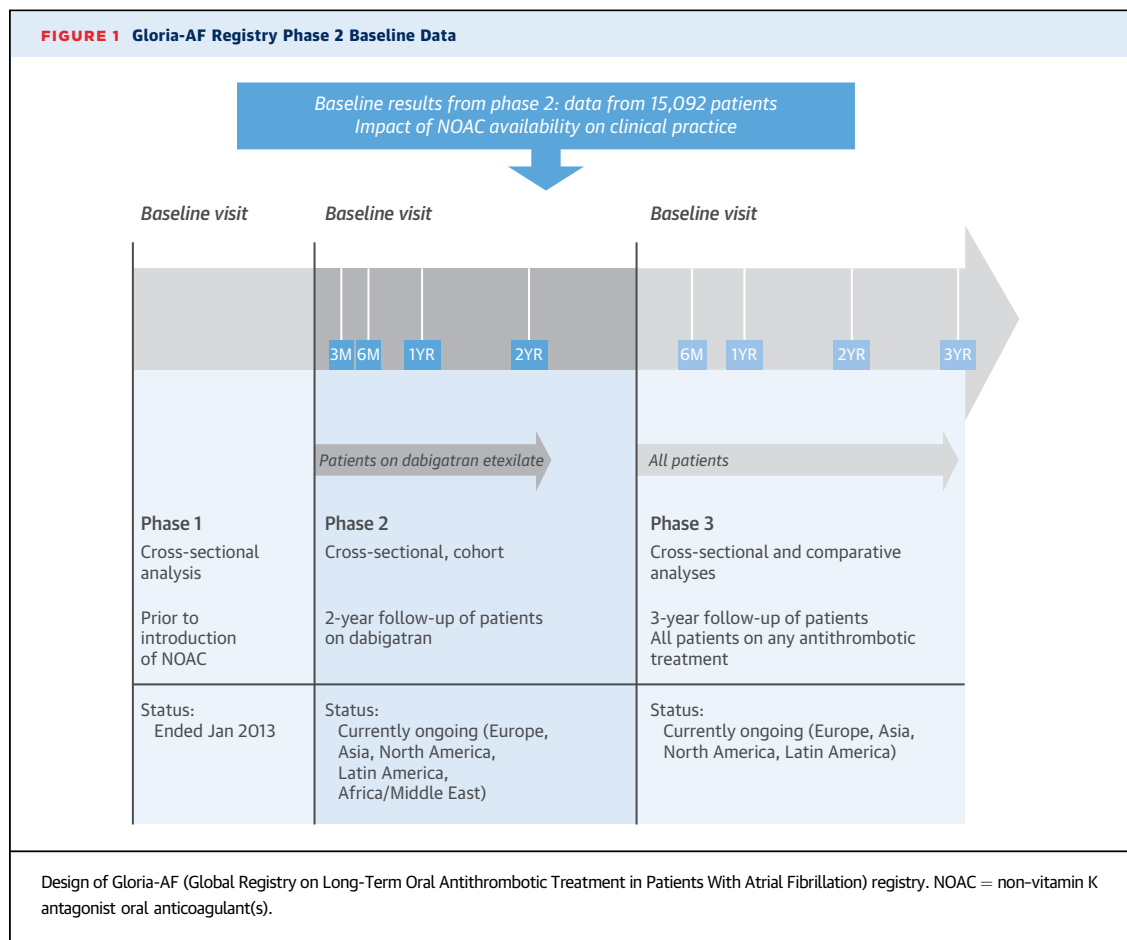 FIGURE 1 Gloria-AF Registry Phase 2 Baseline Data
Baseline results from phase 2: data from 15,092 patients
Impact of NOAC availability on clinical practice
Baseline visit
Baseline visit
Baseline visit
3M
6M
1YR
2YR
6M
1YR
2YR
3YR
Patients on dabigatran etexilate
All patients
Phase 1
Cross-sectional
analysis
Prior to
introduction
of NOAC
Status:
Ended Jan 2013
Phase 2
Cross-sectional, cohort
2-year follow-up of patients
on dabigatran
Status:
Currently ongoing (Europe,
Asia, North America,
Latin America,
Africa/Middle East)
Phase 3
Cross-sectional and comparative
analyses
3-year follow-up of patients
All patients on any antithrombotic
treatment
Status:
Currently ongoing (Europe, Asia,
North America, Latin America)
Design of Gloria-AF (Global Registry on Long-Term Oral Antithrombotic Treatment in Patients With Atrial Fibrillation) registry. NOAC = non–vitamin K
antagonist oral anticoagulant(s).